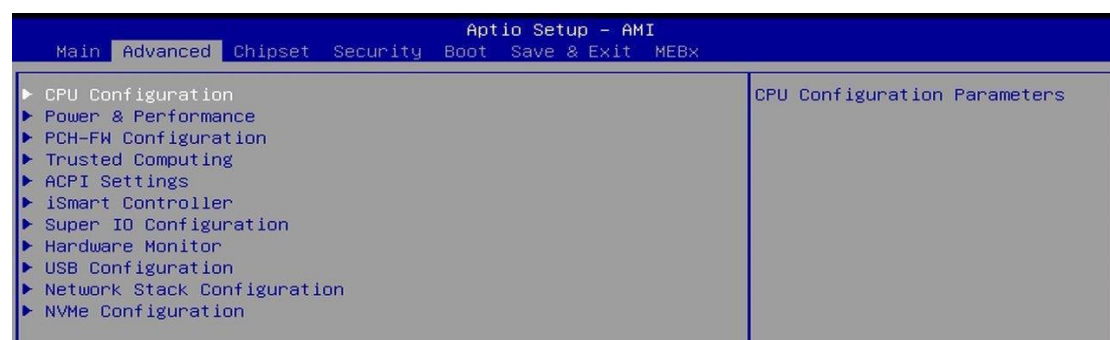 Aptio Setup – AMI
Main Advanced Chipset Security Boot Save & Exit MEBx
CPU Configuration
CPU Configuration Parameters
Power & Performance
PCH-FW Configuration
Trusted Computing
ACPI Settings
iSmart Controller
Super IO Configuration
Hardware Monitor
USB Configuration
Network Stack Configuration
NVMe Configuration